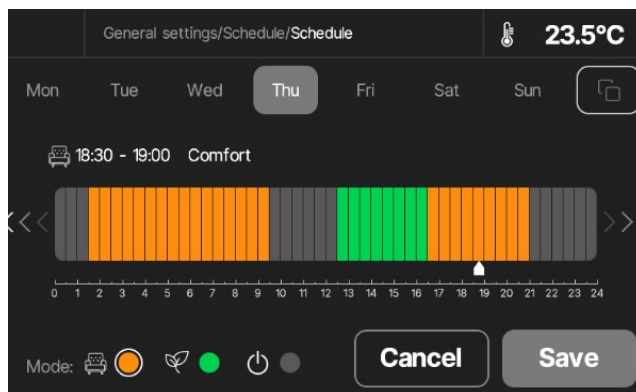 General settings/Schedule/Schedule 23.5°C
Mon Tue Wed Thu Fri Sat Sun
18:30 - 19:00 Comfort
0 1 2 3 4 5 6 7 8 9 10 11 12 13 14 15 16 17 18 19 20 21 22 23 24
Mode: Cancel Save